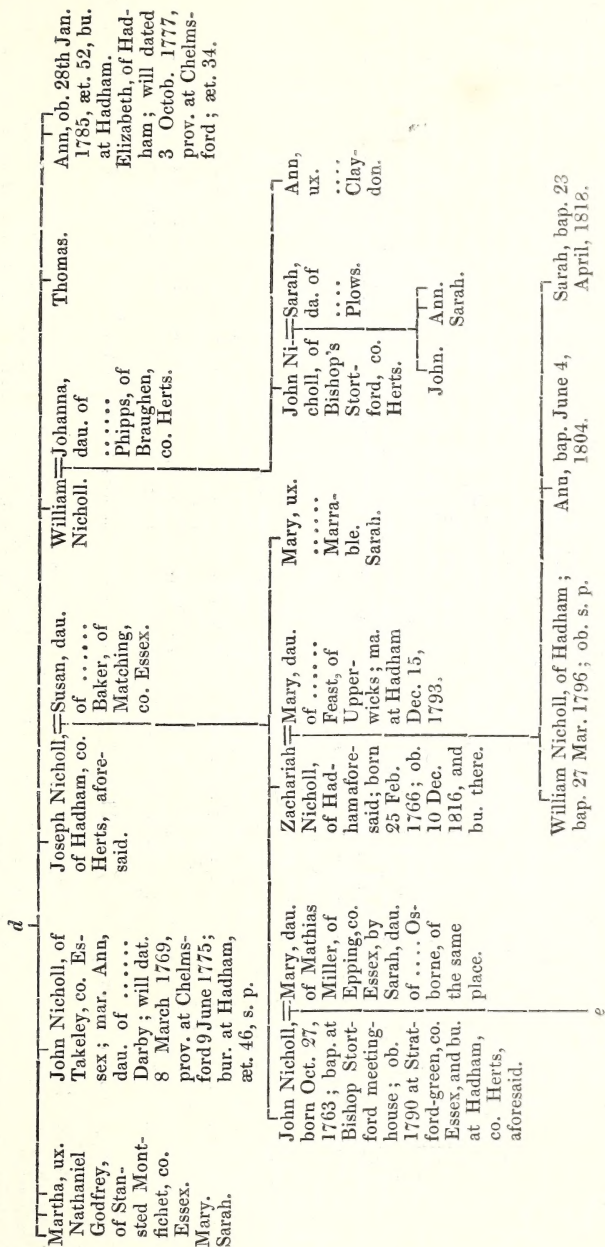 d
Martha, ux.
Nathaniel
Godfrey,
of Stan-
sted Mont-
fichet, co.
Essex.
Mary.
Sarah.
John Nicholl, of
Takeley, co. Es-
sex; mar. Ann,
dau. of ......
Darby; will dat.
8 March 1769,
prov. at Chelms-
ford 9 June 1775;
bur. at Hadham,
æt. 46, s. p.
Joseph Nicholl,
of Hadham, co.
Herts, afore-
said.
Susan, dau.
of ......
Baker, of
Matching,
co. Essex.
William
Nicholl.
Johanna,
dau. of
......
Phipps, of
Braughen,
co. Herts.
Thomas.
Ann, ob. 28th Jan.
1785, æt. 52, bu.
at Hadham.
Elizabeth, of Had-
ham; will dated
3 Octob. 1777,
prov. at Chelms-
ford; æt. 34.
John Nicholl,
born Oct. 27,
1763; bap. at
Bishop Stort-
ford meeting-
house; ob.
1790 at Strat-
ford-green, co.
Essex, and bu.
at Hadham,
co. Herts,
aforesaid.
Mary, dau.
of Mathias
Miller, of
Epping, co.
Essex, by
Sarah, dau.
of .... Os-
borne, of
the same
place.
Zachariah
Nicholl,
of Had-
ham afore-
said; born
25 Feb.
1766; ob.
10 Dec.
1816, and
bu. there.
Mary, dau.
of ......
Feast, of
Upper-
wicks; ma.
at Hadham
Dec. 15,
1793.
Mary, ux.
......
Marra-
ble.
Sarah.
John Ni-
choll, of
Bishop's
Stort-
ford, co.
Herts.
Sarah,
da. of
....
Plows.
Ann,
ux.
....
Clay-
don.
John.
Ann.
Sarah.
William Nicholl, of Hadham;
bap. 27 Mar. 1796; ob. s. p.
Ann, bap. June 4,
1804.
Sarah, bap. 23
April, 1818.
e